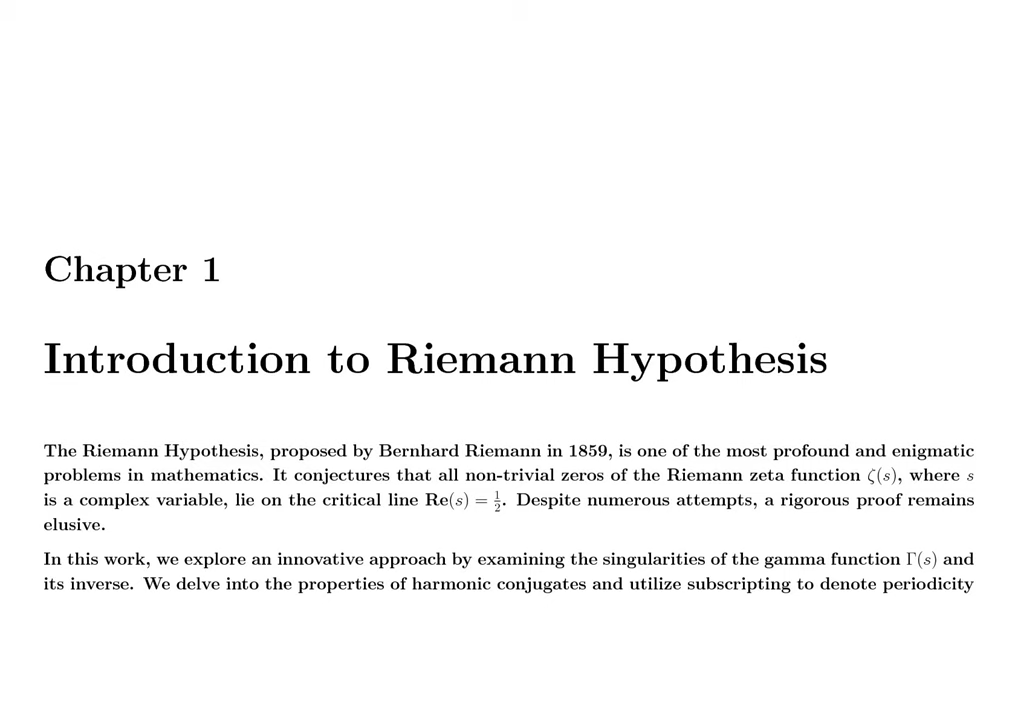 Chapter 1
Introduction to Riemann Hypothesis
The Riemann Hypothesis, proposed by Bernhard Riemann in 1859, is one of the most profound and enigmatic
problems in mathematics. It conjectures that all non-trivial zeros of the Riemann zeta function ζ(s), where s
is a complex variable, lie on the critical line Re(s) = 1/2. Despite numerous attempts, a rigorous proof remains
elusive.
In this work, we explore an innovative approach by examining the singularities of the gamma function Γ(s) and
its inverse. We delve into the properties of harmonic conjugates and utilize subscripting to denote periodicity